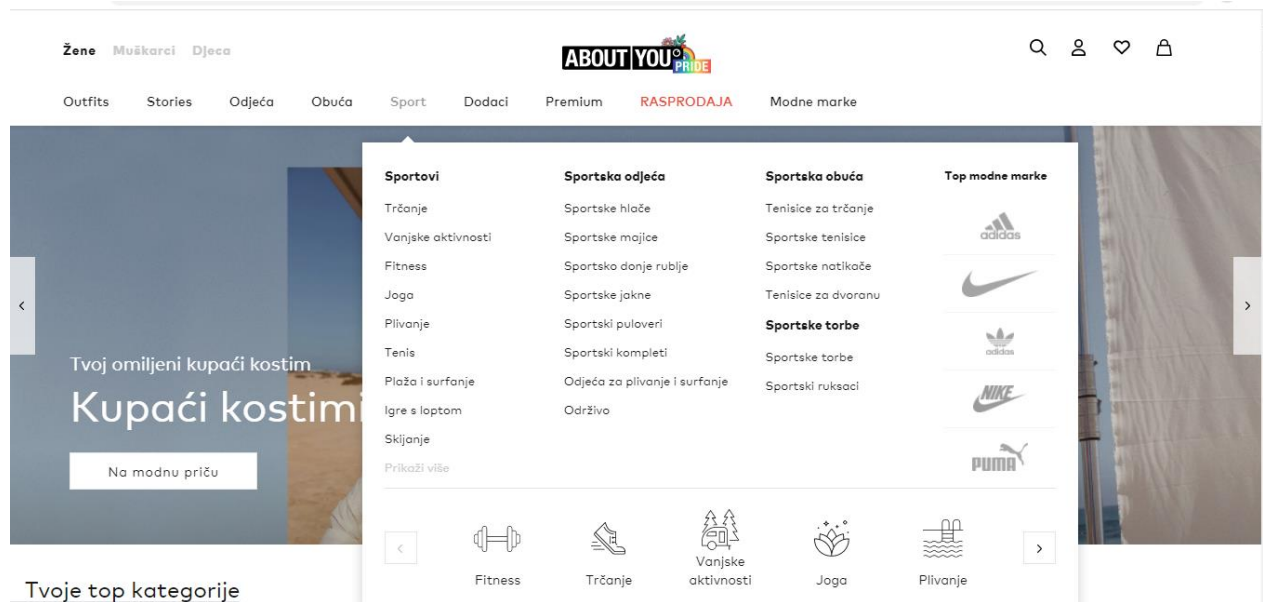 Žene Muškarci Djeca
ABOUT YOU PRIDE
Outfits Stories Odjeća Obuća Sport Dodaci Premium RASPRODAJA Modne marke
Tvoj omiljeni kupaći kostim
Kupaći kostimi
Na modnu priču
Sportovi
Trčanje
Vanjske aktivnosti
Fitness
Joga
Plivanje
Tenis
Plaža i surfanje
Igre s loptom
Skijanje
Prikaži više
Sportska odjeća
Sportske hlače
Sportske majice
Sportsko donje rublje
Sportske jakne
Sportski puloveri
Sportski kompleti
Odjeća za plivanje i surfanje
Održivo
Sportska obuća
Tenisice za trčanje
Sportske tenisice
Sportske natikače
Tenisice za dvoranu
Sportske torbe
Sportske torbe
Sportski ruksaci
Top modne marke
adidas
adidas
NIKE
PUMA
Fitness
Trčanje
Vanjske
aktivnosti
Joga
Plivanje
Tvoje top kategorije